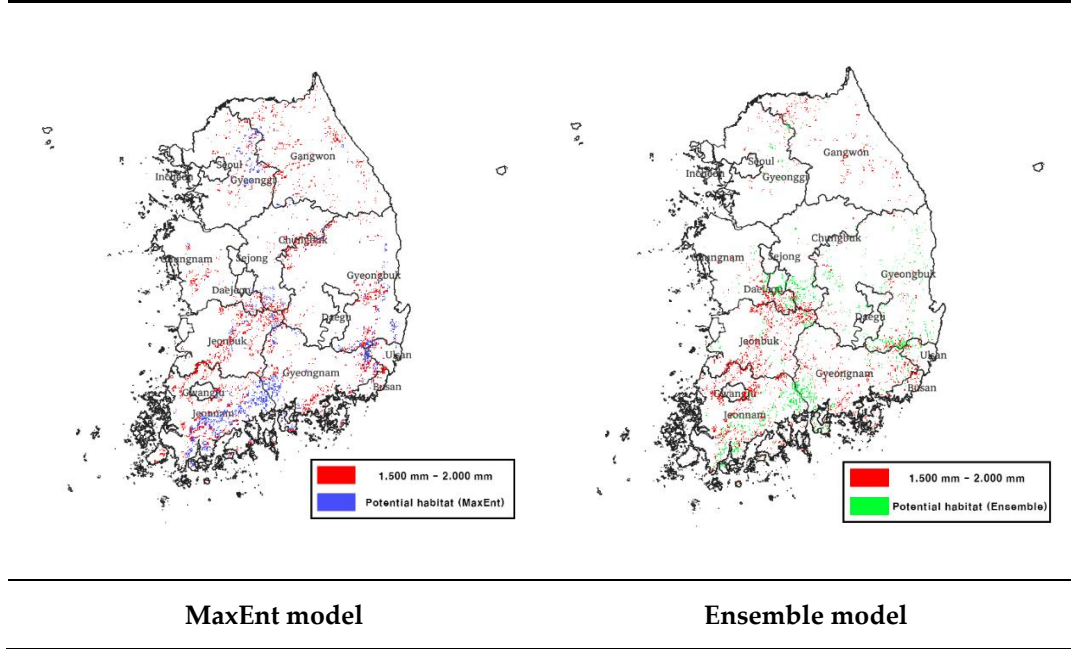 Gangwon
Seoul
Incheon
Gyeonggi
Chungbuk
Sejong
Gyeongbuk
Daejeon
Daegu
Jeonbuk
Ulsan
Gyeongnam
Busan
Gwangju
Jeonnam
1.500 mm - 2.000 mm
Potential habitat (MaxEnt)
Gangwon
Seoul
Incheon
Gyeonggi
Chungbuk
Sejong
Gyeongbuk
Daejeon
Daegu
Jeonbuk
Ulsan
Gyeongnam
Busan
Gwangju
Jeonnam
1.500 mm - 2.000 mm
Potential habitat (Ensemble)
MaxEnt model
Ensemble model